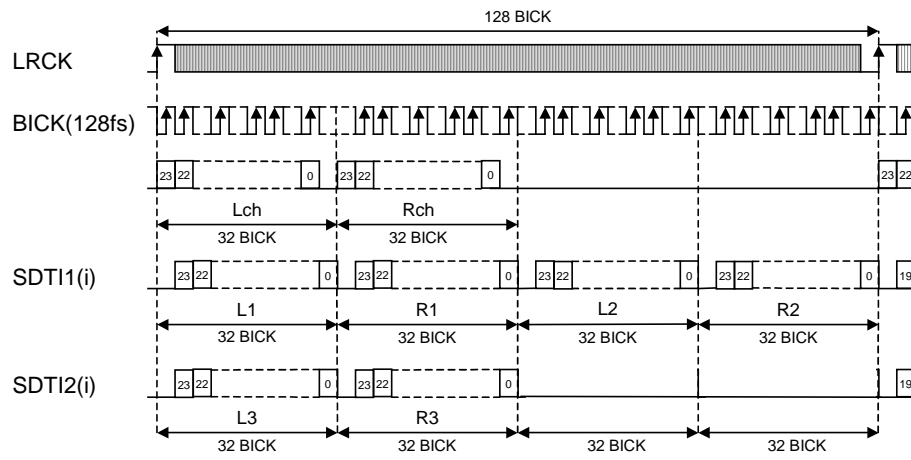 128 BICK
LRCK
BICK(128fs)
23 22 0 23 22 0 23 22
Lch Rch
32 BICK 32 BICK
SDTI1(i) 23 22 0 23 22 0 23 22 0 23 22 0 19
L1 R1 L2 R2
32 BICK 32 BICK 32 BICK 32 BICK
SDTI2(i) 23 22 0 23 22 0 19
L3 R3
32 BICK 32 BICK 32 BICK 32 BICK